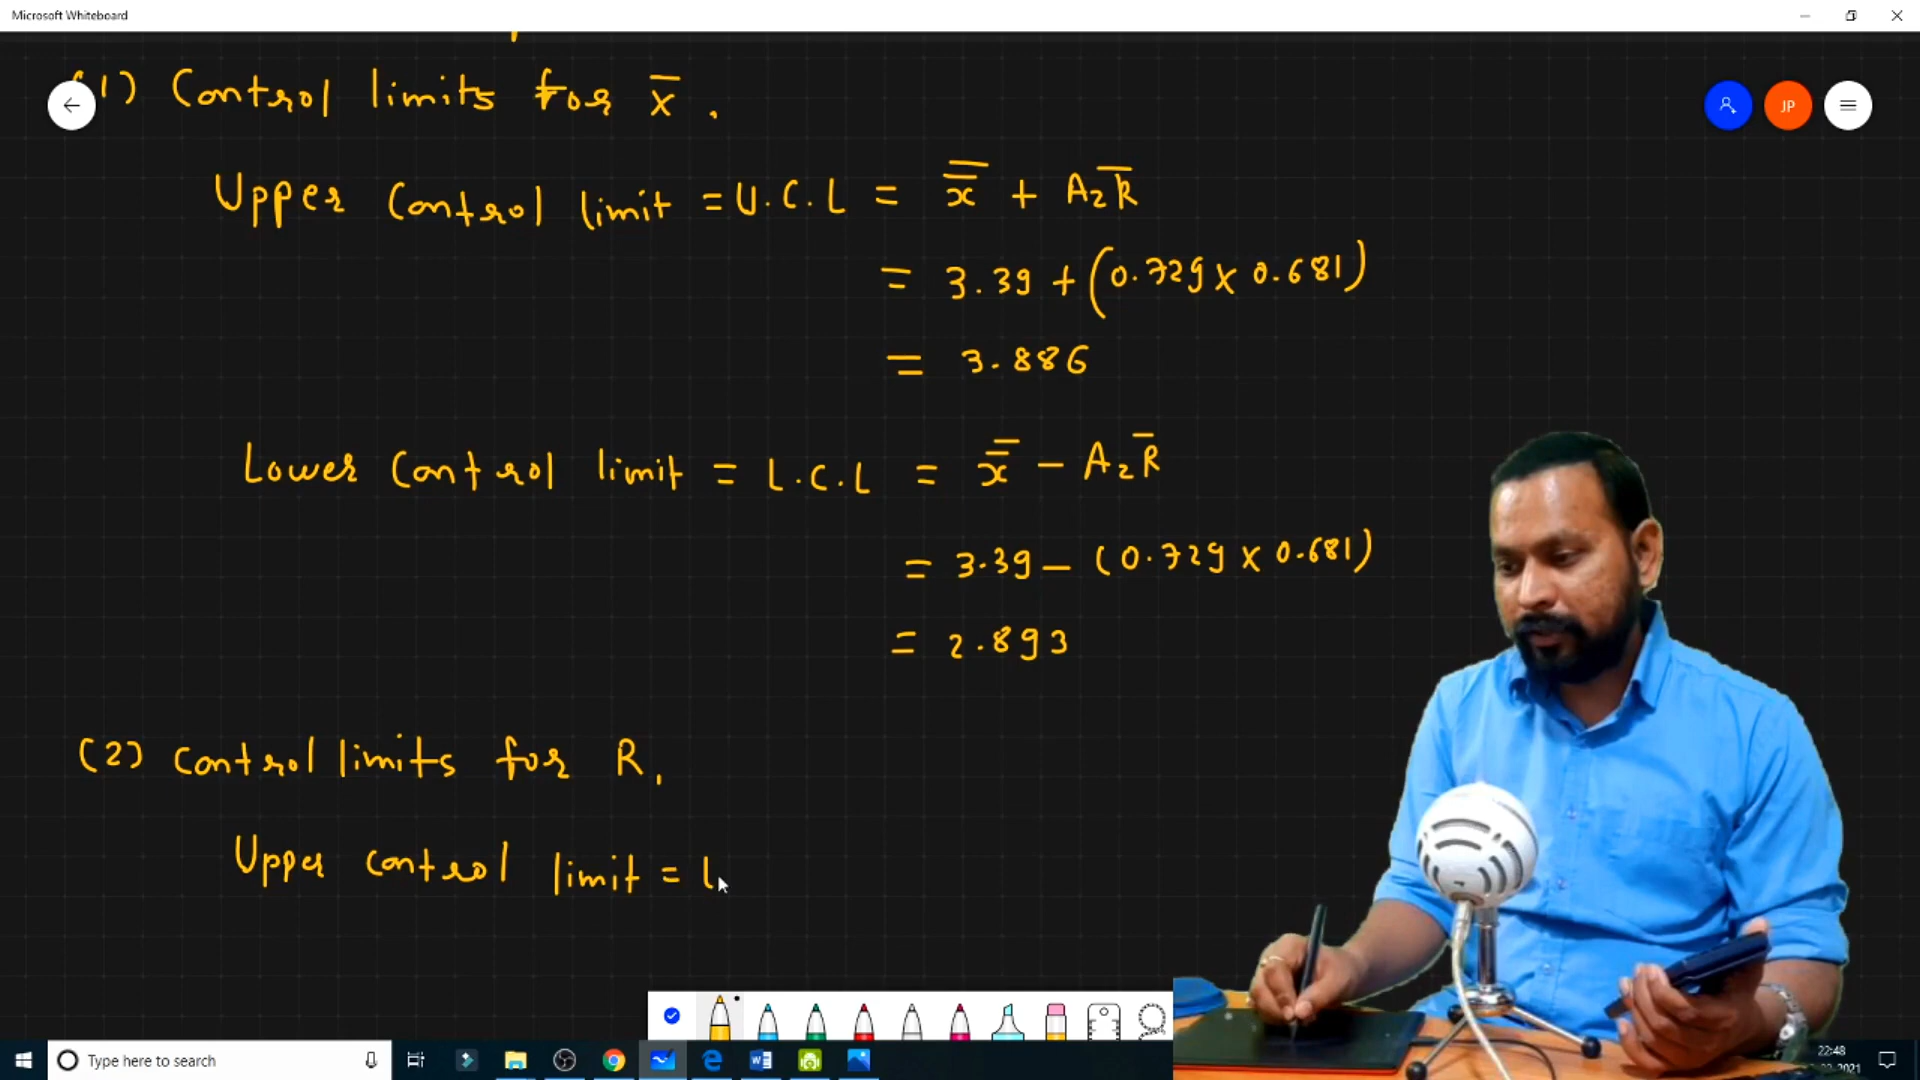 Microsoft Whiteboard
(1) Control limits for x̅ .
JP
Upper Control limit = U.C.L = x̿ + A₂R̅
= 3.39 + (0.729 x 0.681)
= 3.886
Lower Control limit = L.C.L = x̿ - A₂R̅
= 3.39 - (0.729 x 0.681)
= 2.893
(2) Control limits for R,
Upper control limit =
Type here to search
22:48